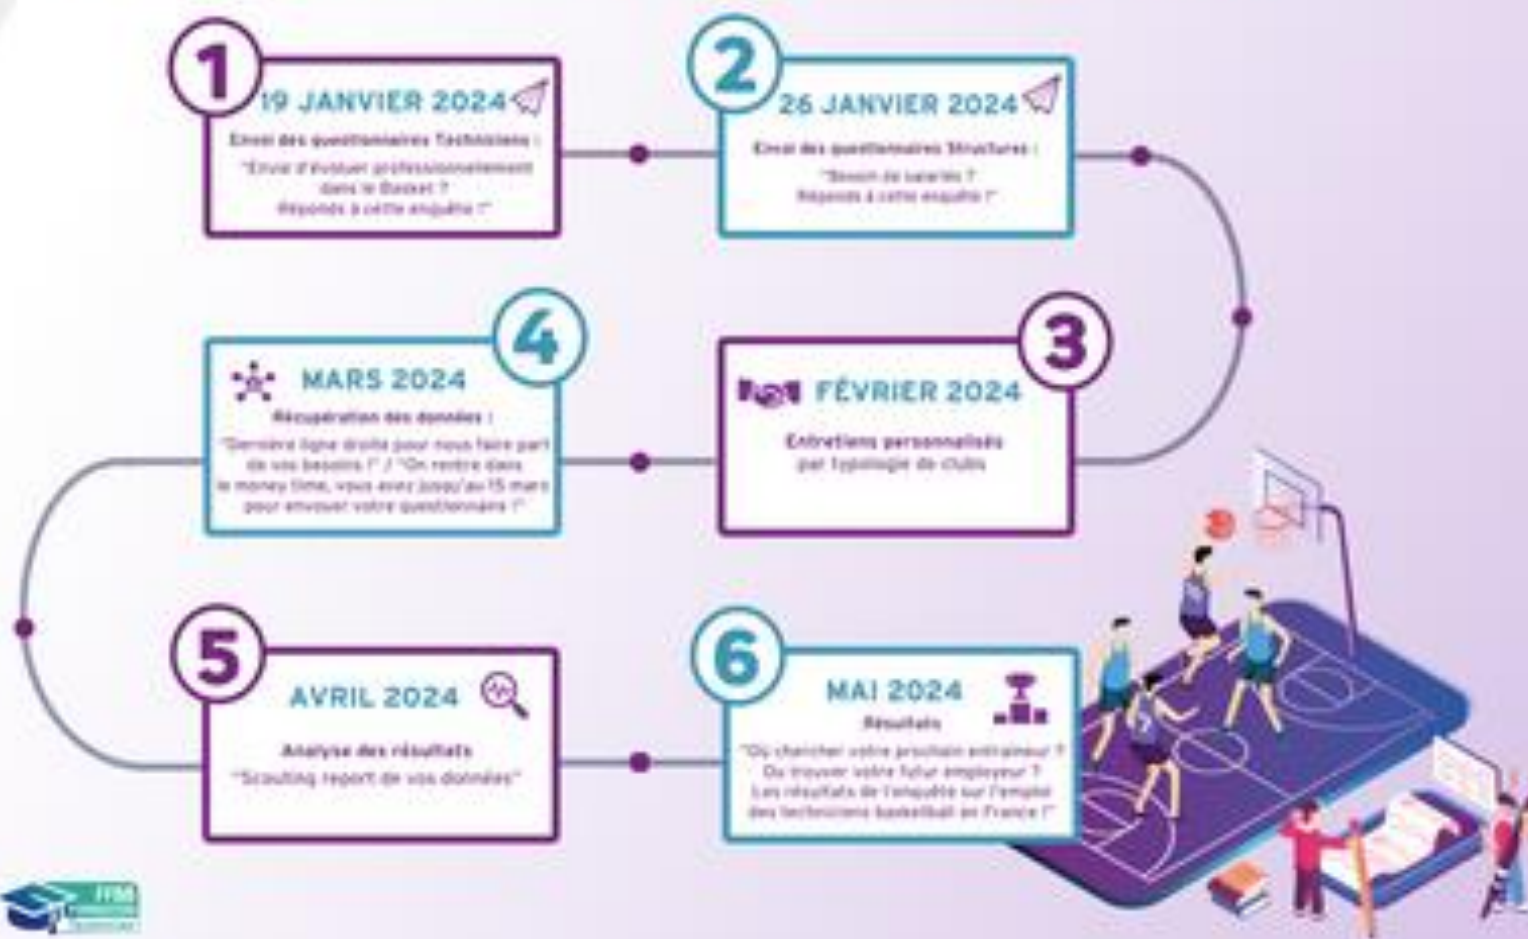 1
19 JANVIER 2024
Envoi des questionnaires Techniciens :
"Envie d'évoluer professionnellement
dans le Basket ?
Réponds à cette enquête !"
2
26 JANVIER 2024
Envoi des questionnaires Structures :
"Besoin de salariés ?
Réponds à cette enquête !"
3
FÉVRIER 2024
Entretiens personnalisés
par typologie de clubs
4
MARS 2024
Récupération des données :
"Dernière ligne droite pour nous faire part
de vos besoins !" / "On rentre dans
le money time, vous avez jusqu'au 15 mars
pour envoyer votre questionnaire !"
5
AVRIL 2024
Analyse des résultats
"Scouting report de vos données"
6
MAI 2024
Résultats
"Où chercher votre prochain entraineur ?
Ou trouver votre futur employeur ?
Les résultats de l'enquête sur l'emploi
des techniciens basketball en France !"